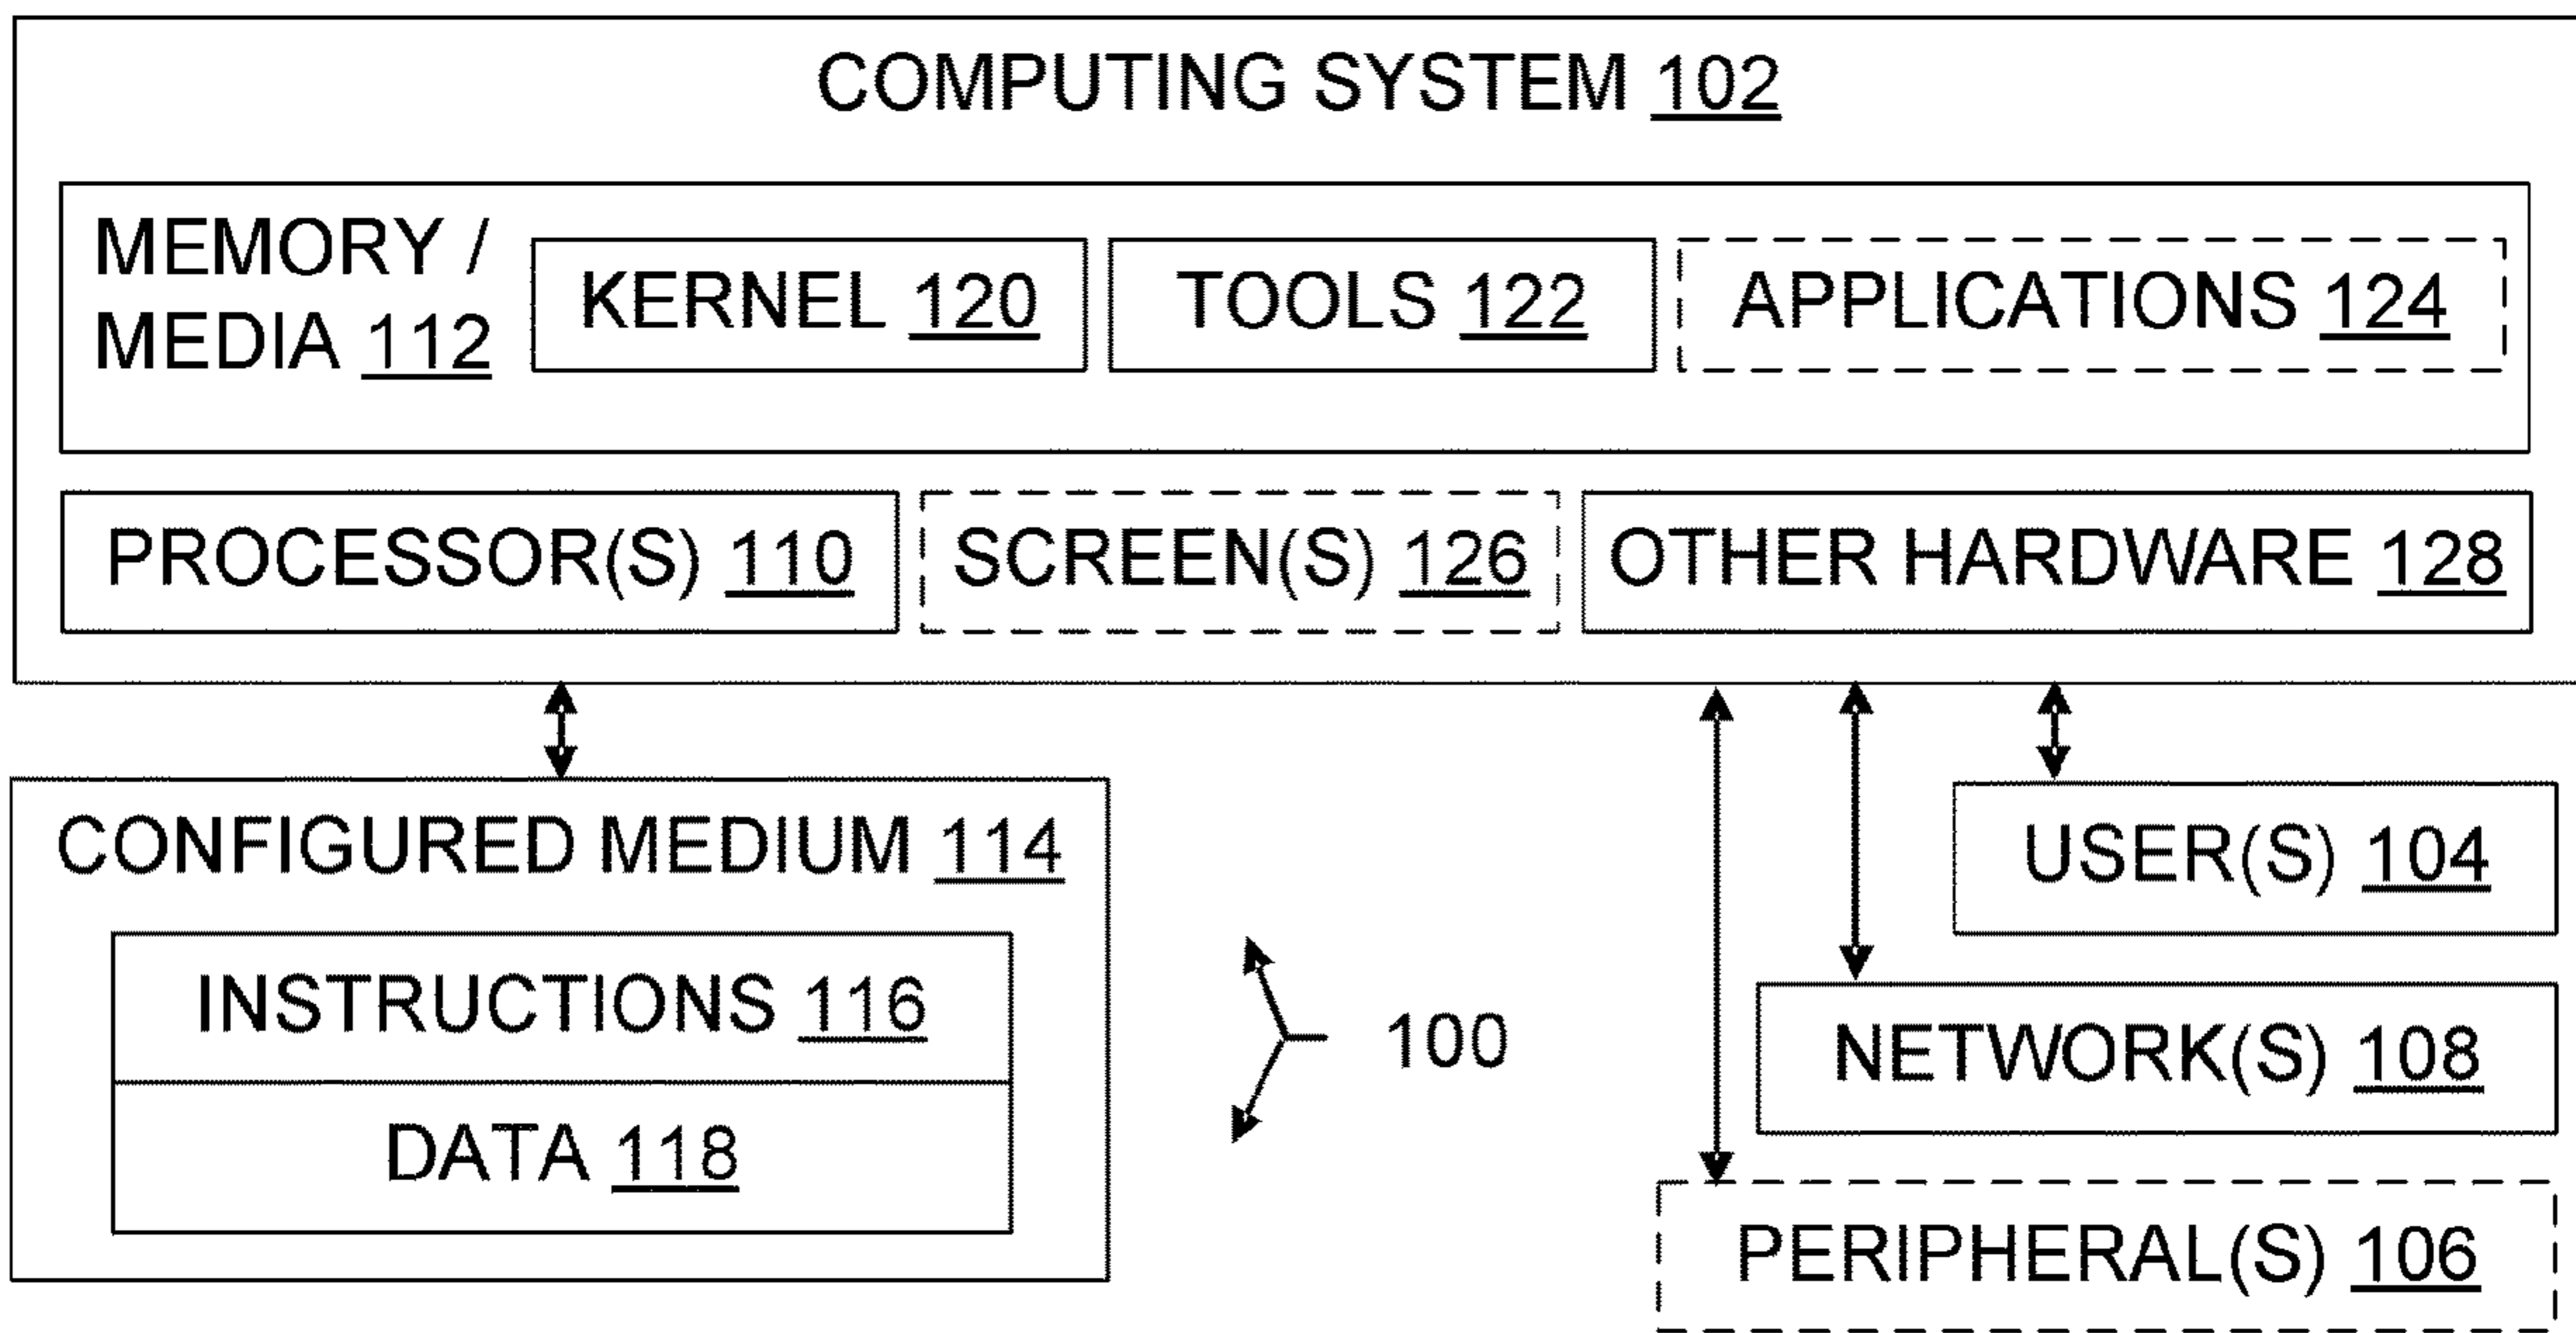 COMPUTING SYSTEM 102
MEMORY /
MEDIA 112
KERNEL 120
TOOLS 122
APPLICATIONS 124
PROCESSOR(S) 110
SCREEN(S) 126
OTHER HARDWARE 128
CONFIGURED MEDIUM 114
INSTRUCTIONS 116
DATA 118
100
USER(S) 104
NETWORK(S) 108
PERIPHERAL(S) 106